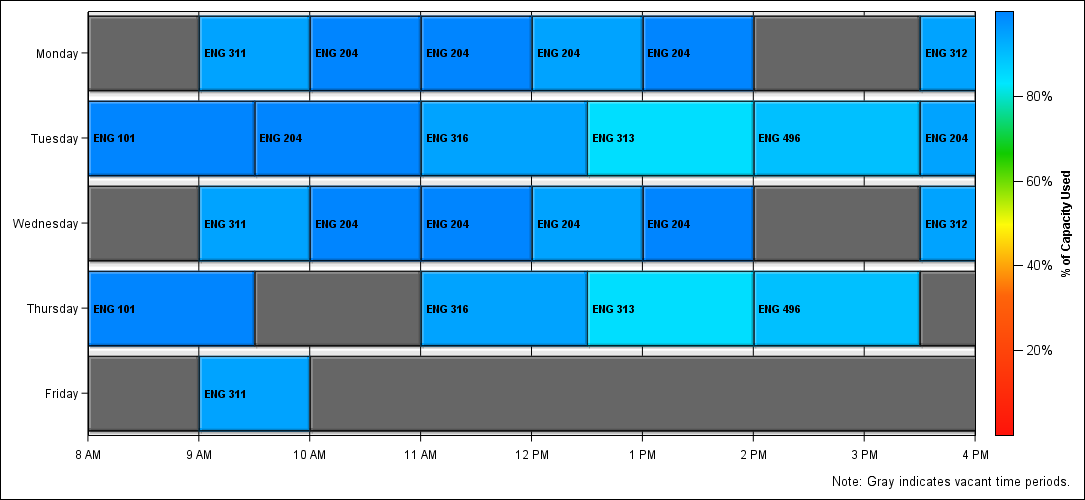 Monday
ENG 311
ENG 204
ENG 204
ENG 204
ENG 204
ENG 312
Tuesday
ENG 101
ENG 204
ENG 316
ENG 313
ENG 496
ENG 204
Wednesday
ENG 311
ENG 204
ENG 204
ENG 204
ENG 204
ENG 312
Thursday
ENG 101
ENG 316
ENG 313
ENG 496
Friday
ENG 311
8 AM
9 AM
10 AM
11 AM
12 PM
1 PM
2 PM
3 PM
4 PM
80%
60%
40%
20%
% of Capacity Used
Note: Gray indicates vacant time periods.